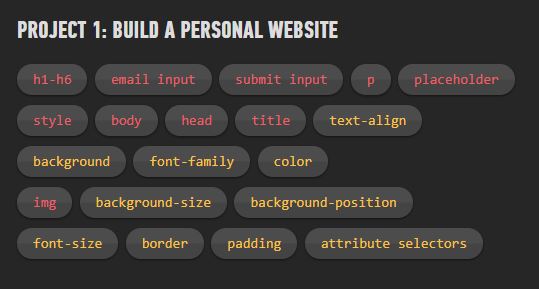 PROJECT 1: BUILD A PERSONAL WEBSITE
h1-h6 email input submit input p placeholder
style body head title text-align
background font-family color
img background-size background-position
font-size border padding attribute selectors